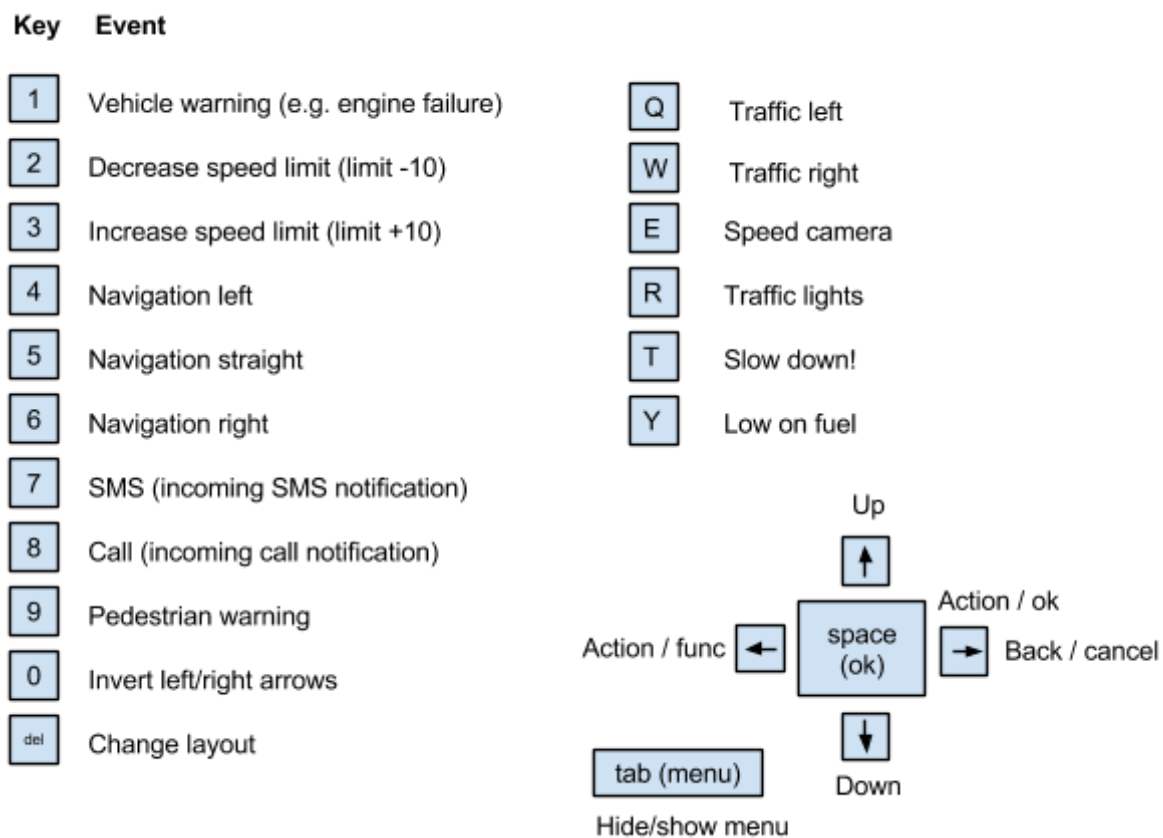 Key Event
1 Vehicle warning (e.g. engine failure)
2 Decrease speed limit (limit -10)
3 Increase speed limit (limit +10)
4 Navigation left
5 Navigation straight
6 Navigation right
7 SMS (incoming SMS notification)
8 Call (incoming call notification)
9 Pedestrian warning
0 Invert left/right arrows
del Change layout
Q Traffic left
W Traffic right
E Speed camera
R Traffic lights
T Slow down!
Y Low on fuel
Up
Action / ok
Action / func
space
(ok)
Back / cancel
Down
tab (menu)
Hide/show menu